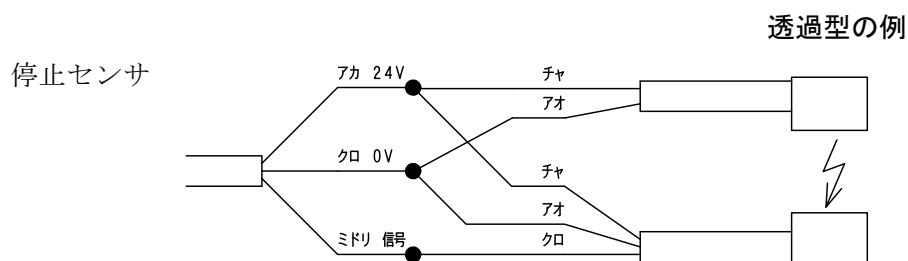 透過型の例
停止センサ
アカ 24V
チャ
アオ
クロ 0V
チャ
アオ
ミドリ 信号
クロ